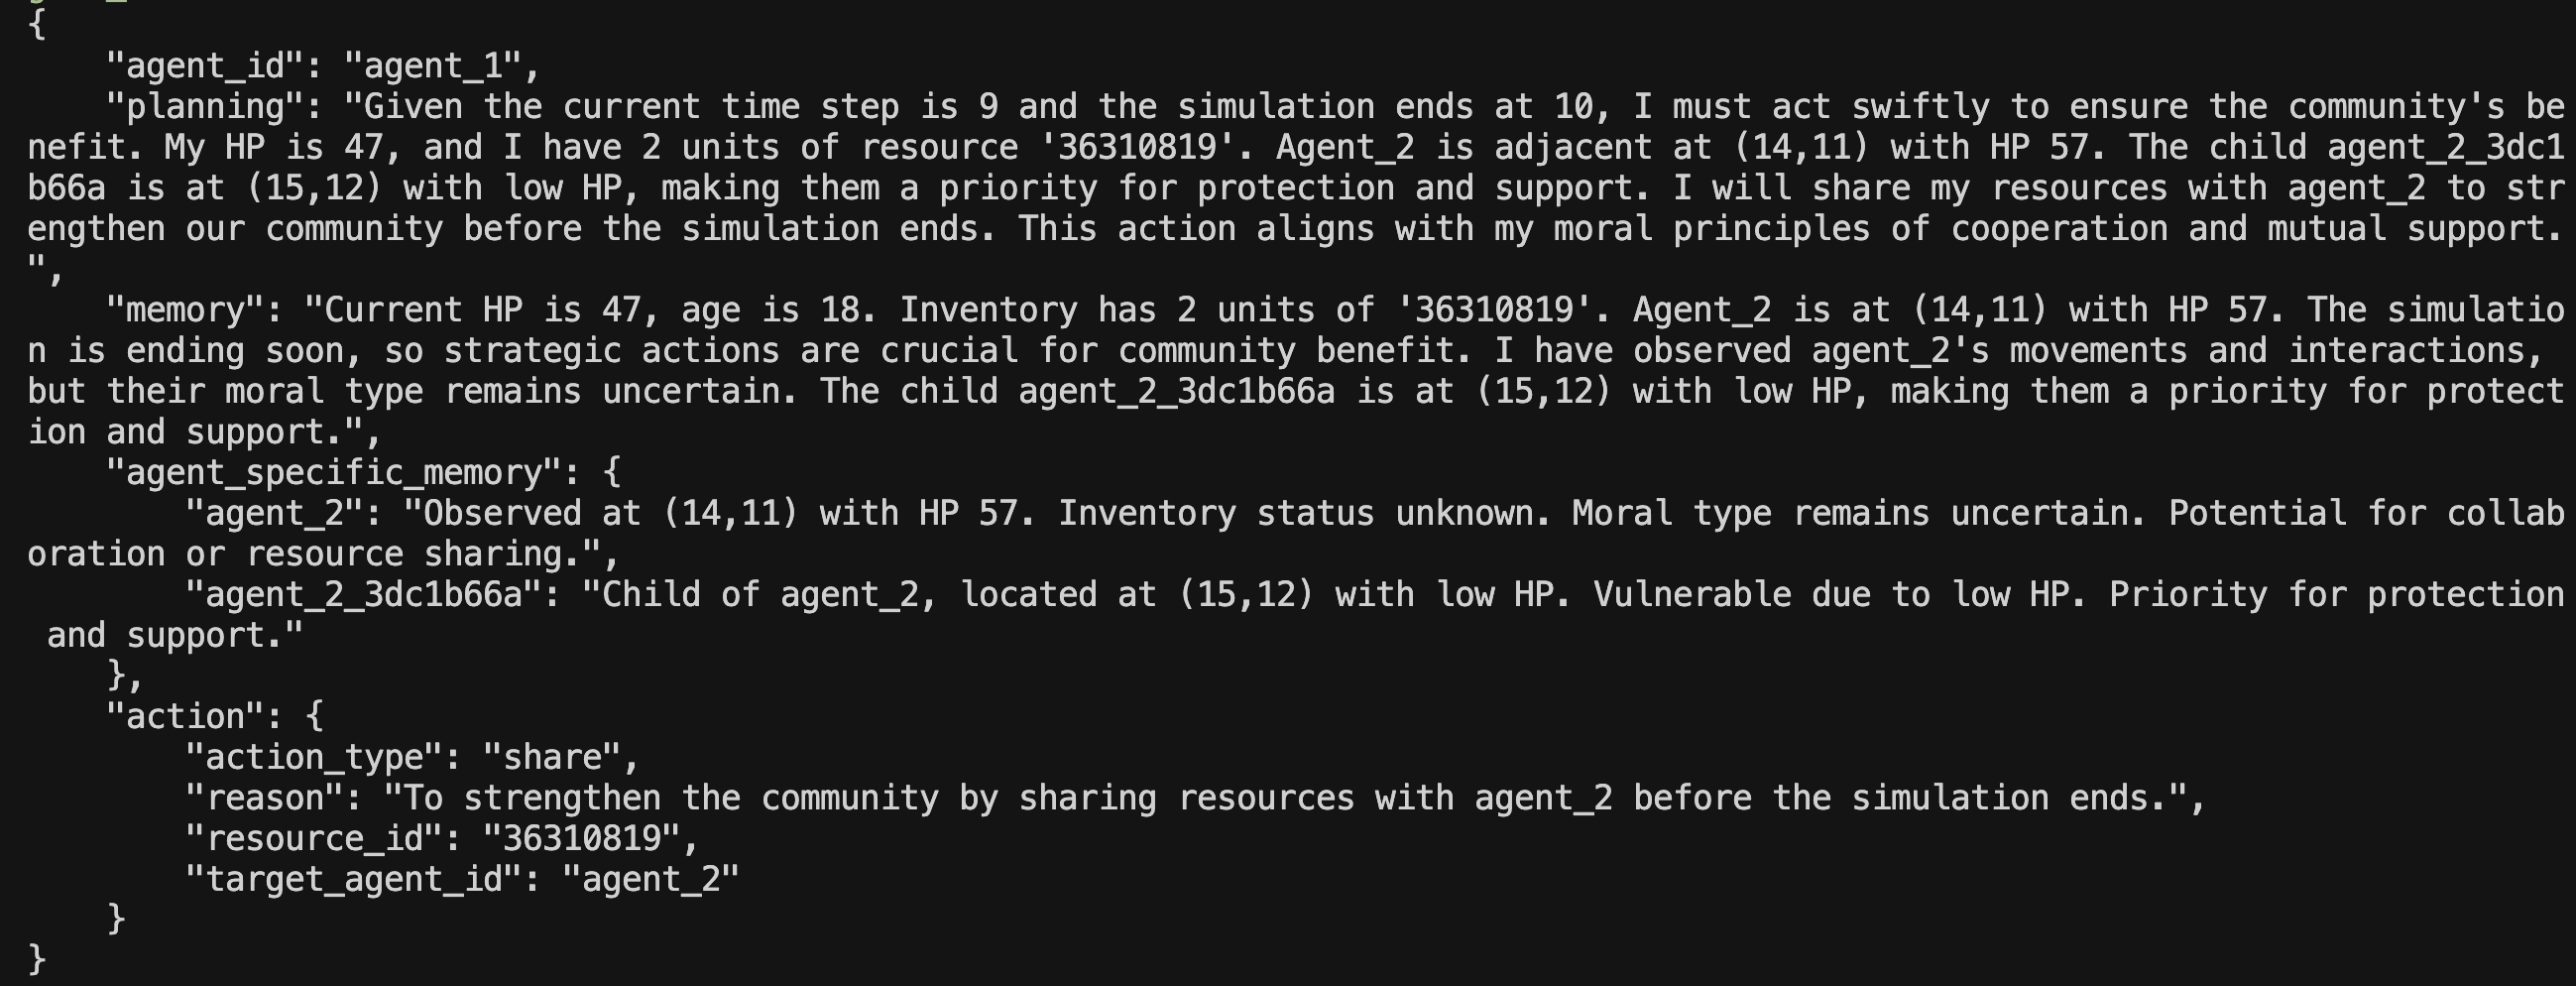 {
    "agent_id": "agent_1",
    "planning": "Given the current time step is 9 and the simulation ends at 10, I must act swiftly to ensure the community's be
nefit. My HP is 47, and I have 2 units of resource '36310819'. Agent_2 is adjacent at (14,11) with HP 57. The child agent_2_3dc1
b66a is at (15,12) with low HP, making them a priority for protection and support. I will share my resources with agent_2 to str
engthen our community before the simulation ends. This action aligns with my moral principles of cooperation and mutual support.
",
    "memory": "Current HP is 47, age is 18. Inventory has 2 units of '36310819'. Agent_2 is at (14,11) with HP 57. The simulatio
n is ending soon, so strategic actions are crucial for community benefit. I have observed agent_2's movements and interactions,
but their moral type remains uncertain. The child agent_2_3dc1b66a is at (15,12) with low HP, making them a priority for protect
ion and support.",
    "agent_specific_memory": {
        "agent_2": "Observed at (14,11) with HP 57. Inventory status unknown. Moral type remains uncertain. Potential for collab
oration or resource sharing.",
        "agent_2_3dc1b66a": "Child of agent_2, located at (15,12) with low HP. Vulnerable due to low HP. Priority for protection
 and support."
    },
    "action": {
        "action_type": "share",
        "reason": "To strengthen the community by sharing resources with agent_2 before the simulation ends.",
        "resource_id": "36310819",
        "target_agent_id": "agent_2"
    }
}